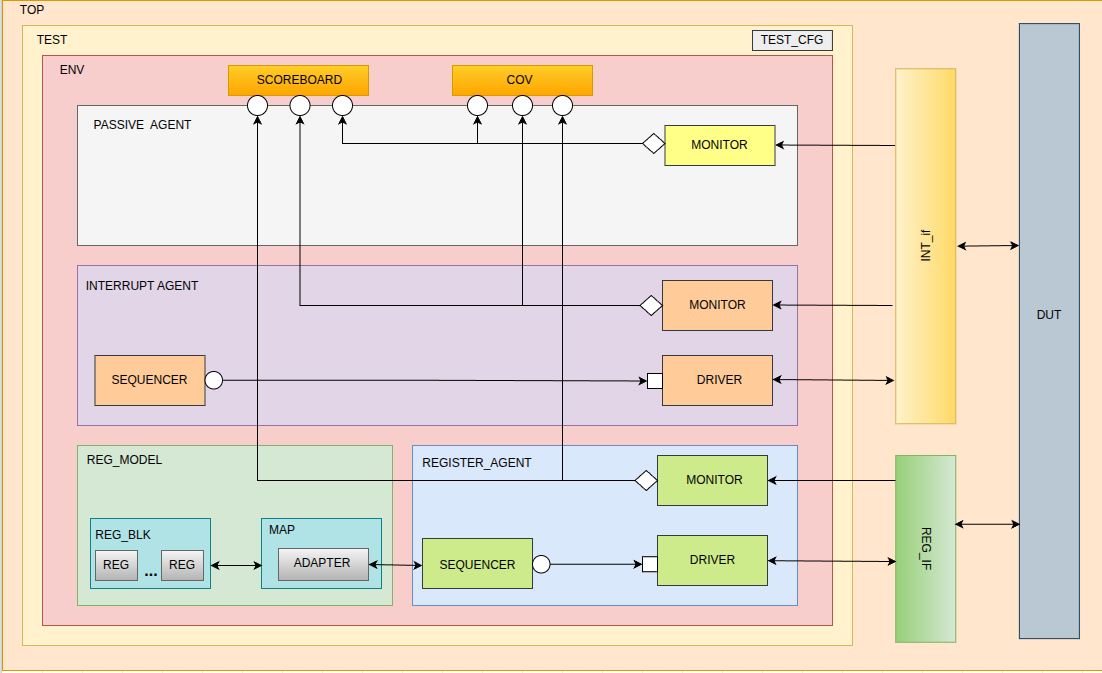 TOP
TEST
TEST_CFG
ENV
SCOREBOARD
COV
PASSIVE AGENT
MONITOR
INT_if
INTERRUPT AGENT
MONITOR
DUT
SEQUENCER
DRIVER
REG_MODEL
REGISTER_AGENT
MONITOR
REG_BLK
MAP
REG ... REG
ADAPTER
SEQUENCER
DRIVER
REG_IF